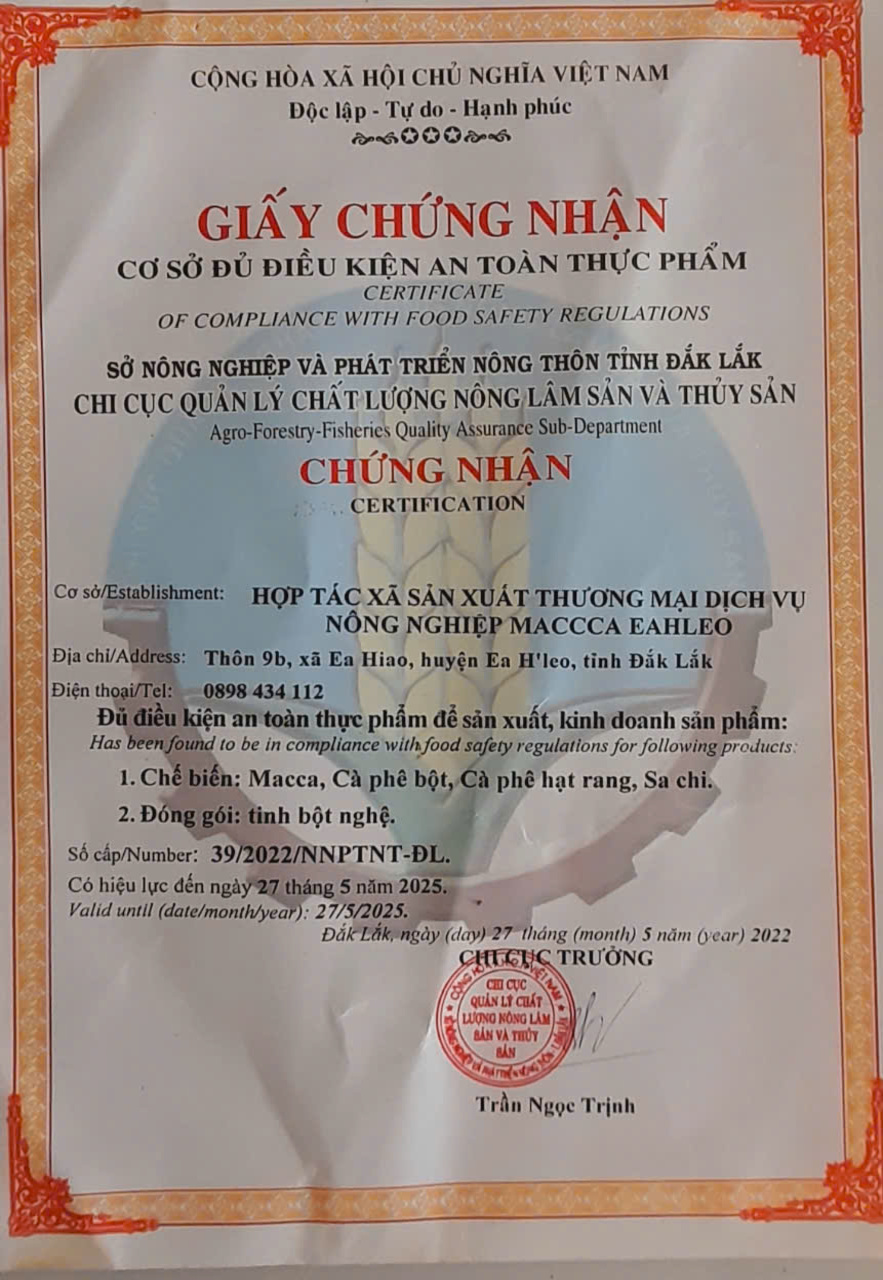 CỘNG HÒA XÃ HỘI CHỦ NGHĨA VIỆT NAM
Độc lập - Tự do - Hạnh phúc
GIẤY CHỨNG NHẬN
CƠ SỞ ĐỦ ĐIỀU KIỆN AN TOÀN THỰC PHẨM
CERTIFICATE
OF COMPLIANCE WITH FOOD SAFETY REGULATIONS
SỞ NÔNG NGHIỆP VÀ PHÁT TRIỂN NÔNG THÔN TỈNH ĐẮK LẮK
CHI CỤC QUẢN LÝ CHẤT LƯỢNG NÔNG LÂM SẢN VÀ THỦY SẢN
Agro-Forestry-Fisheries Quality Assurance Sub-Department
CHỨNG NHẬN
CERTIFICATION
Cơ sở/Establishment: HỢP TÁC XÃ SẢN XUẤT THƯƠNG MẠI DỊCH VỤ
NÔNG NGHIỆP MACCCA EAHLEO
Địa chỉ/Address: Thôn 9b, xã Ea Hiao, huyện Ea H'leo, tỉnh Đắk Lắk
Điện thoại/Tel: 0898 434 112
Đủ điều kiện an toàn thực phẩm để sản xuất, kinh doanh sản phẩm:
Has been found to be in compliance with food safety regulations for following products:
1. Chế biến: Macca, Cà phê bột, Cà phê hạt rang, Sa chi.
2. Đóng gói: tinh bột nghệ.
Số cấp/Number: 39/2022/NNPTNT-ĐL.
Có hiệu lực đến ngày 27 tháng 5 năm 2025.
Valid until (date/month/year): 27/5/2025.
Đắk Lắk, ngày (day) 27 tháng (month) 5 năm (year) 2022
CHI CỤC TRƯỞNG
CHI CỤC
QUẢN LÝ CHẤT
LƯỢNG NÔNG LÂM
SẢN VÀ THỦY
SẢN
Trần Ngọc Trịnh